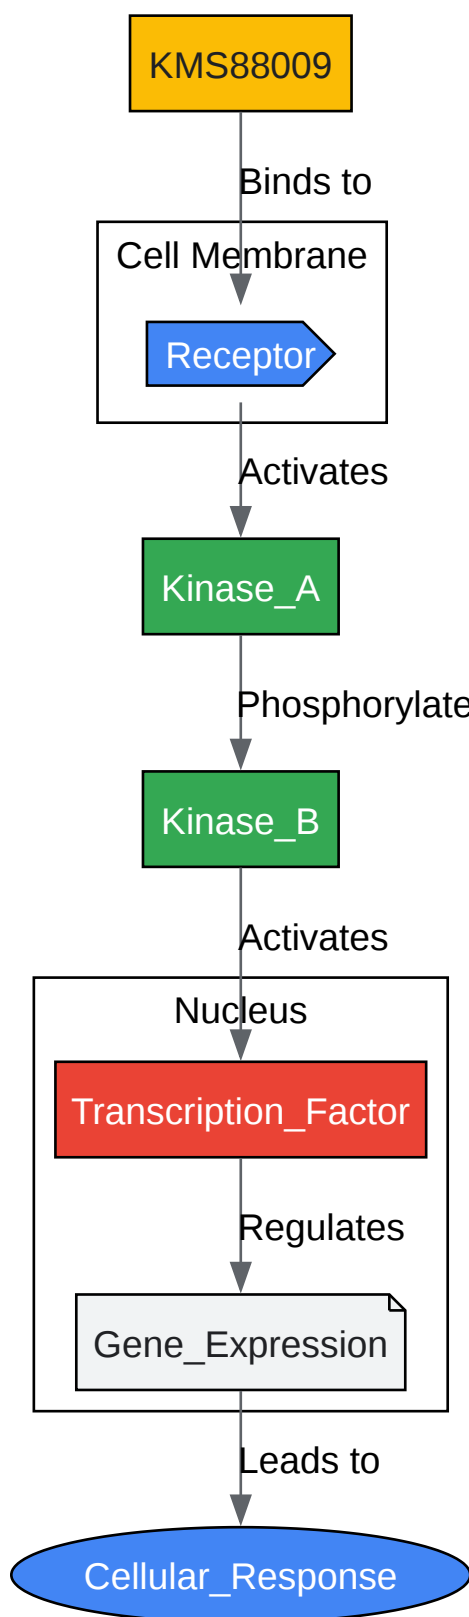 KMS88009
Binds to
Cell Membrane
Receptor
Activates
Kinase_A
Phosphorylate
Kinase_B
Activates
Nucleus
Transcription_Factor
Regulates
Gene_Expression
Leads to
Cellular_Response